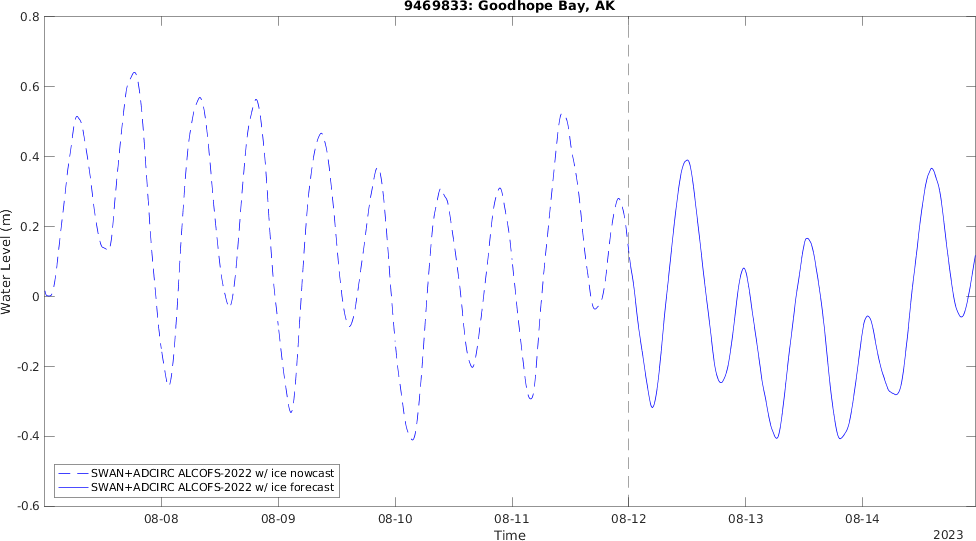 9469833: Goodhope Bay, AK
0.8
0.6
0.4
0.2
0
-0.2
-0.4
-0.6
Water Level (m)
SWAN+ADCIRC ALCOFS-2022 w/ ice nowcast
SWAN+ADCIRC ALCOFS-2022 w/ ice forecast
08-08 08-09 08-10 08-11 08-12 08-13 08-14
Time
2023